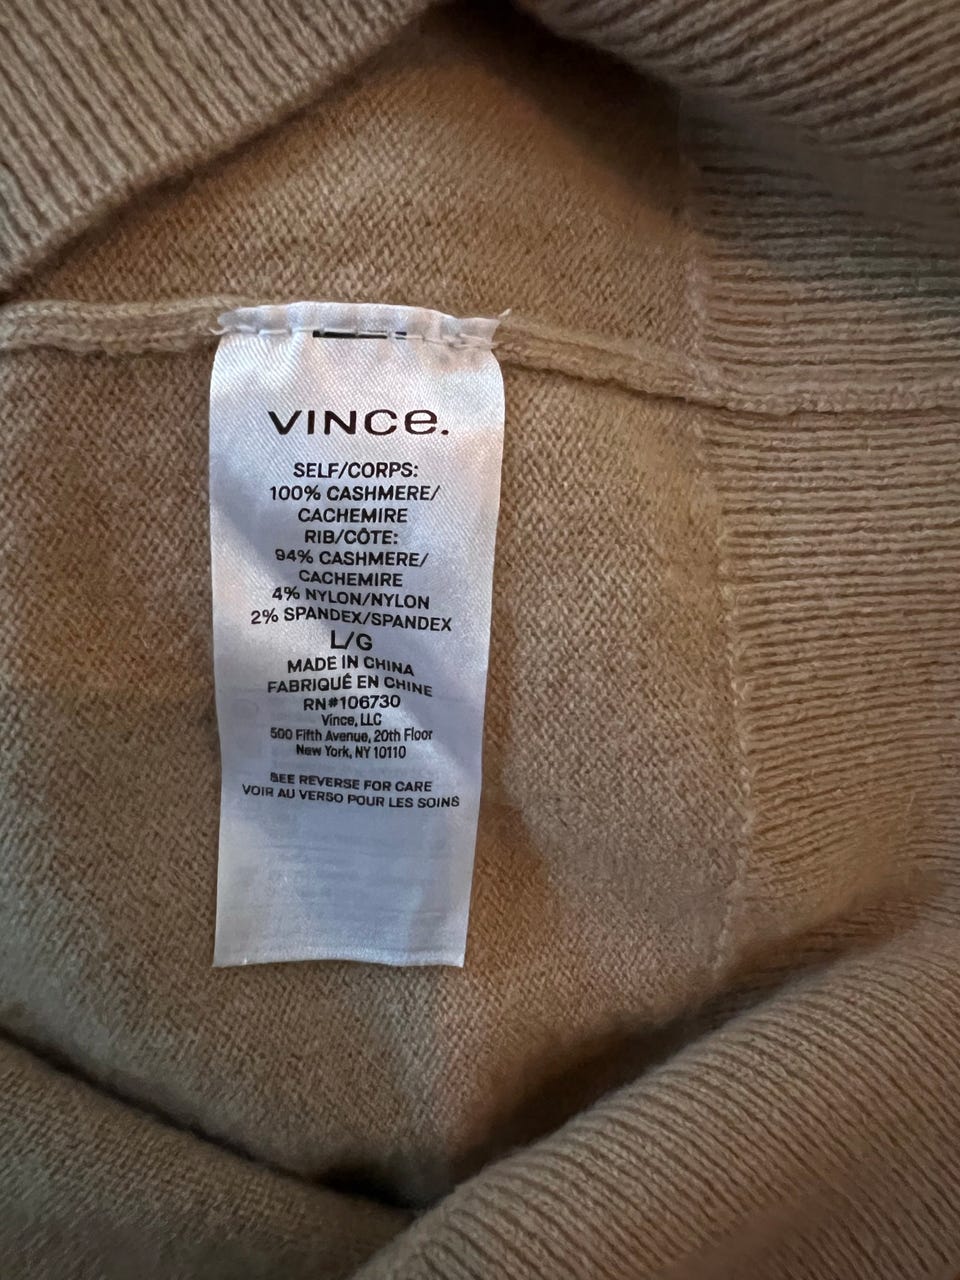 VINCe.
SELF/CORPS:
100% CASHMERE/
CACHEMIRE
RIB/CÔTE:
94% CASHMERE/
CACHEMIRE
4% NYLON/NYLON
2% SPANDEX/SPANDEX
L/G
MADE IN CHINA
FABRIQUÉ EN CHINE
RN#106730
Vince, LLC
500 Fifth Avenue, 20th Floor
New York, NY 10110
SEE REVERSE FOR CARE
VOIR AU VERSO POUR LES SOINS